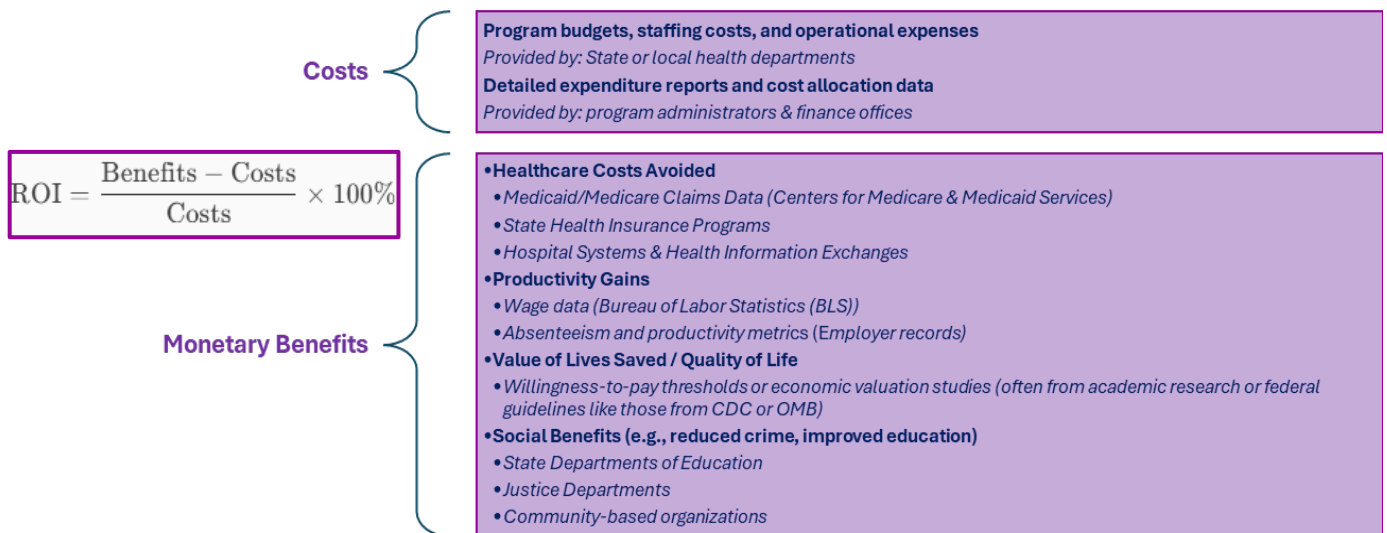 Costs
Program budgets, staffing costs, and operational expenses
Provided by: State or local health departments
Detailed expenditure reports and cost allocation data
Provided by: program administrators & finance offices
ROI = (Benefits − Costs) / Costs × 100%
Monetary Benefits
•Healthcare Costs Avoided
•Medicaid/Medicare Claims Data (Centers for Medicare & Medicaid Services)
•State Health Insurance Programs
•Hospital Systems & Health Information Exchanges
•Productivity Gains
•Wage data (Bureau of Labor Statistics (BLS))
•Absenteeism and productivity metrics (Employer records)
•Value of Lives Saved / Quality of Life
•Willingness-to-pay thresholds or economic valuation studies (often from academic research or federal
guidelines like those from CDC or OMB)
•Social Benefits (e.g., reduced crime, improved education)
•State Departments of Education
•Justice Departments
•Community-based organizations